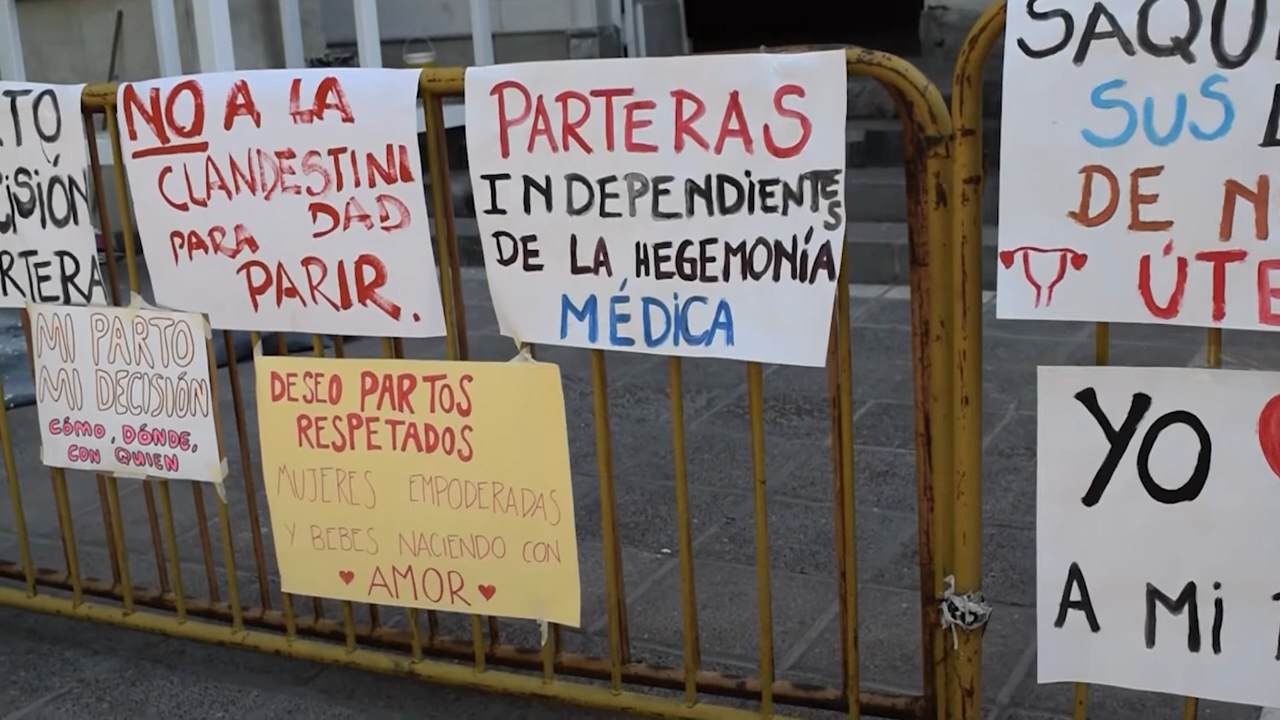 NO A LA
CLANDESTINI
DAD
PARA
PARIR.
PARTERAS
INDEPENDIENTES
DE LA HEGEMONÍA
MÉDICA
SUS
DE
YO
A Mi
MI PARTO
MI DECISIÓN
CÓMO, DÓNDE,
CON QUIEN
DESEO PARTOS
RESPETADOS
MUJERES EMPODERADAS
Y BEBES NACIENDO CON
AMOR